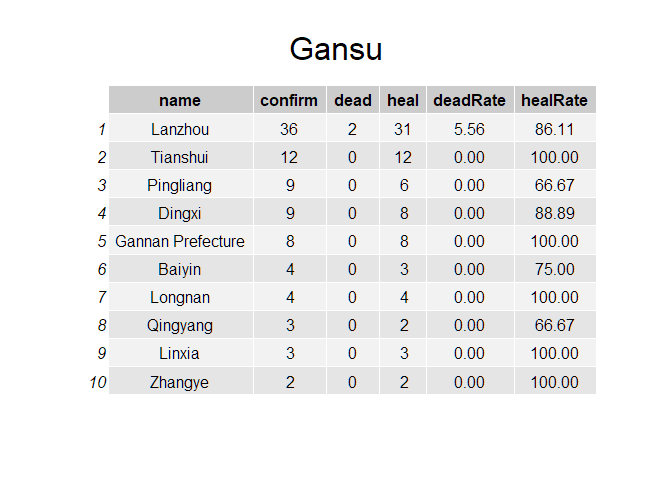 Gansu
name confirm dead heal deadRate healRate
1 Lanzhou 36 2 31 5.56 86.11
2 Tianshui 12 0 12 0.00 100.00
3 Pingliang 9 0 6 0.00 66.67
4 Dingxi 9 0 8 0.00 88.89
5 Gannan Prefecture 8 0 8 0.00 100.00
6 Baiyin 4 0 3 0.00 75.00
7 Longnan 4 0 4 0.00 100.00
8 Qingyang 3 0 2 0.00 66.67
9 Linxia 3 0 3 0.00 100.00
10 Zhangye 2 0 2 0.00 100.00